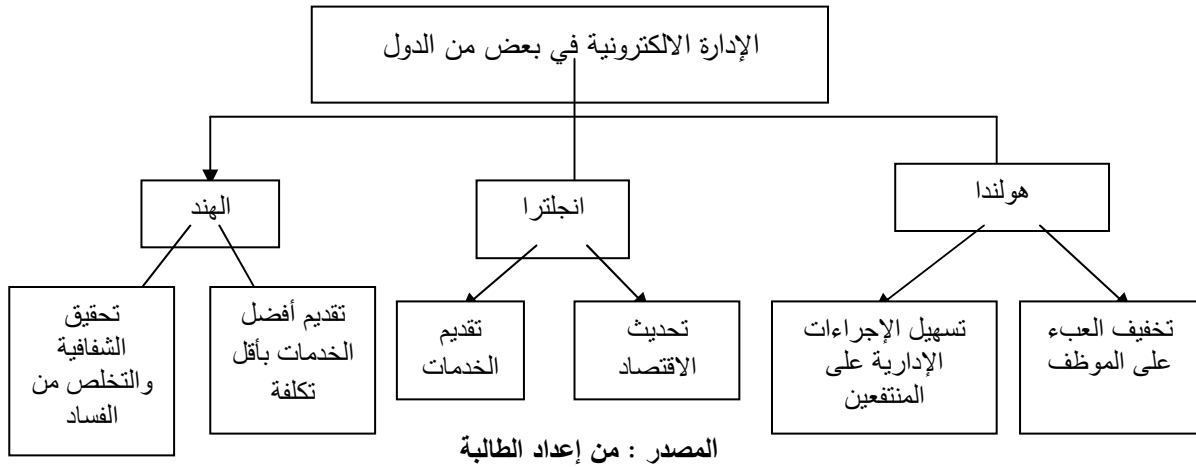 الإدارة الالكترونية في بعض من الدول
هولندا
انجلترا
الهند
تخفيف العبء
على الموظف
تسهيل الإجراءات
الإدارية على
المنتفعين
تحديث
الاقتصاد
تقديم
الخدمات
تقديم أفضل
الخدمات بأقل
تكلفة
تحقيق
الشفافية
والتخلص من
الفساد
المصدر : من إعداد الطالبة